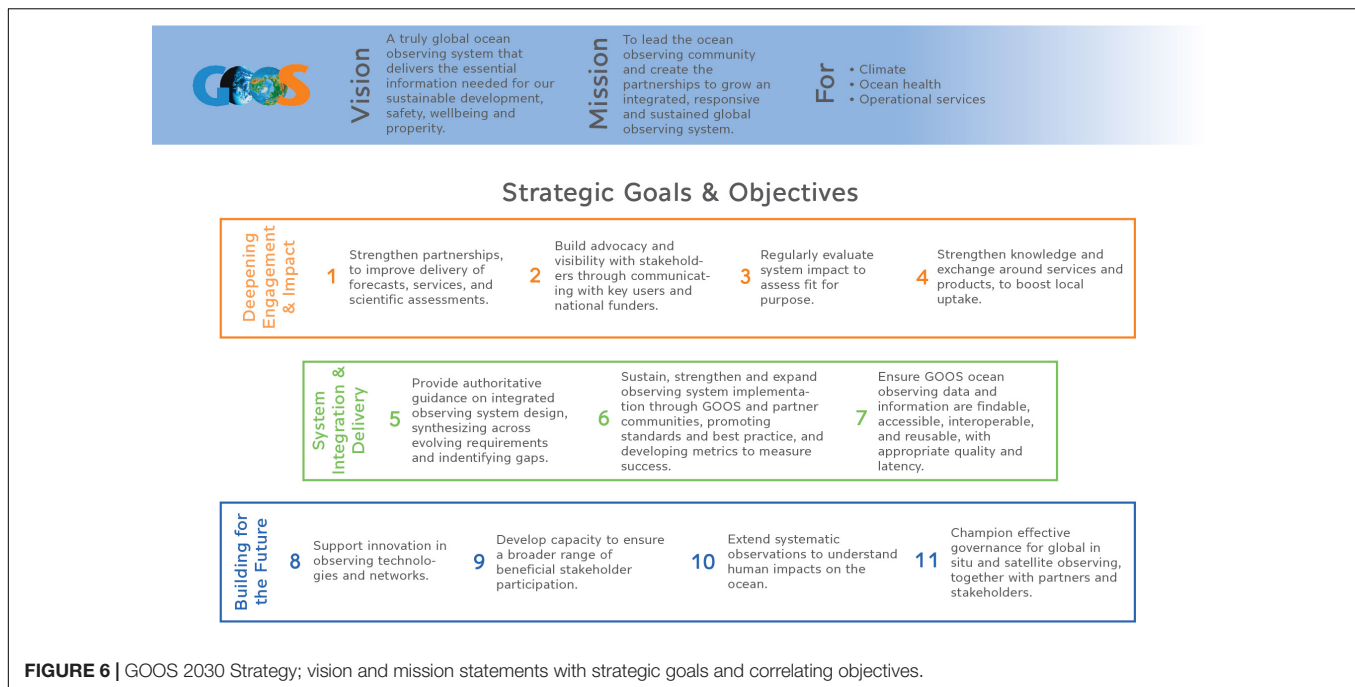 GOOS
Vision
A truly global ocean
observing system that
delivers the essential
information needed for our
sustainable development,
safety, wellbeing and
properity.
Mission
To lead the ocean
observing community
and create the
partnerships to grow an
integrated, responsive
and sustained global
observing system.
For
• Climate
• Ocean health
• Operational services
Strategic Goals & Objectives
Deepening
Engagement
& Impact
1
Strengthen partnerships,
to improve delivery of
forecasts, services, and
scientific assessments.
2
Build advocacy and
visibility with stakehold-
ers through communicat-
ing with key users and
national funders.
3
Regularly evaluate
system impact to
assess fit for
purpose.
4
Strengthen knowledge and
exchange around services and
products, to boost local
uptake.
System
Integration &
Delivery
5
Provide authoritative
guidance on integrated
observing system design,
synthesizing across
evolving requirements
and indentifying gaps.
6
Sustain, strengthen and expand
observing system implementa-
tion through GOOS and partner
communities, promoting
standards and best practice, and
developing metrics to measure
success.
7
Ensure GOOS ocean
observing data and
information are findable,
accessible, interoperable,
and reusable, with
appropriate quality and
latency.
Building for
the Future
8
Support innovation in
observing technolo-
gies and networks.
9
Develop capacity to ensure
a broader range of
beneficial stakeholder
participation.
10
Extend systematic
observations to understand
human impacts on the
ocean.
11
Champion effective
governance for global in
situ and satellite observing,
together with partners and
stakeholders.
FIGURE 6 | GOOS 2030 Strategy; vision and mission statements with strategic goals and correlating objectives.